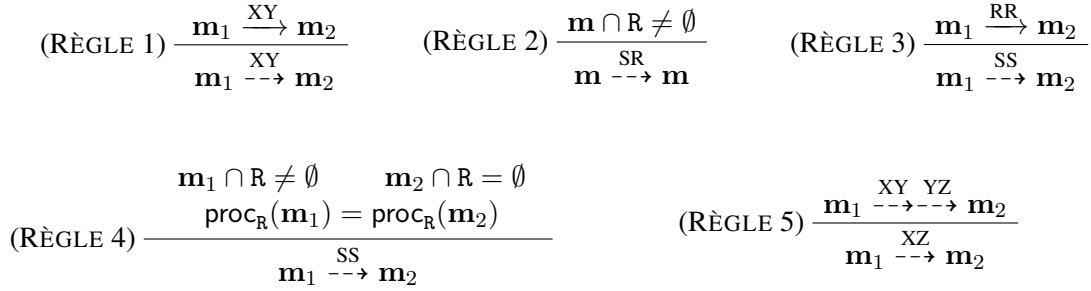 (RÈGLE 1) m₁ —XY→ m₂ / m₁ --XY--> m₂
(RÈGLE 2) m ∩ R ≠ ∅ / m --SR--> m
(RÈGLE 3) m₁ —RR→ m₂ / m₁ --SS--> m₂
(RÈGLE 4) m₁ ∩ R ≠ ∅ m₂ ∩ R = ∅ proc_R(m₁) = proc_R(m₂) / m₁ --SS--> m₂
(RÈGLE 5) m₁ --XY--> --YZ--> m₂ / m₁ --XZ--> m₂